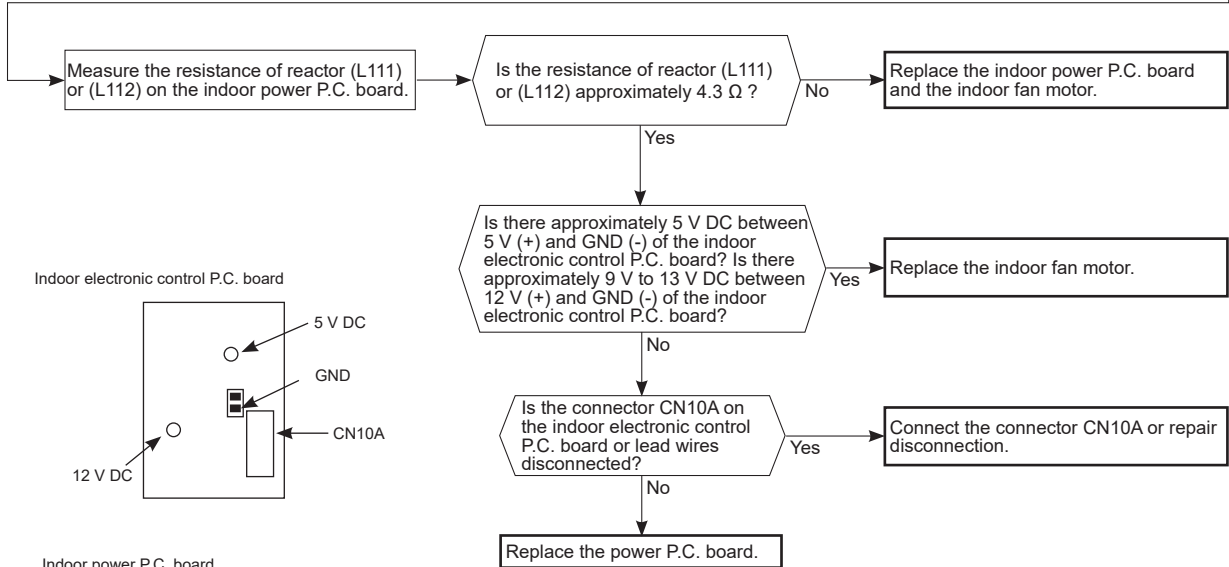 Measure the resistance of reactor (L111)
or (L112) on the indoor power P.C. board.
Is the resistance of reactor (L111)
or (L112) approximately 4.3 Ω ?
No
Replace the indoor power P.C. board
and the indoor fan motor.
Yes
Is there approximately 5 V DC between
5 V (+) and GND (-) of the indoor
electronic control P.C. board? Is there
approximately 9 V to 13 V DC between
12 V (+) and GND (-) of the indoor
electronic control P.C. board?
Yes
Replace the indoor fan motor.
No
Indoor electronic control P.C. board
5 V DC
GND
CN10A
12 V DC
Is the connector CN10A on
the indoor electronic control
P.C. board or lead wires
disconnected?
Yes
Connect the connector CN10A or repair
disconnection.
No
Replace the power P.C. board.
Indoor power P.C. board